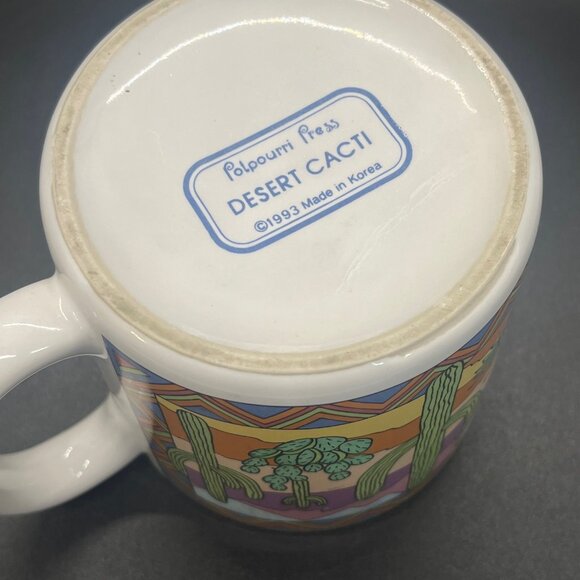 Potpourri Press
DESERT CACTI
©1993 Made in Korea